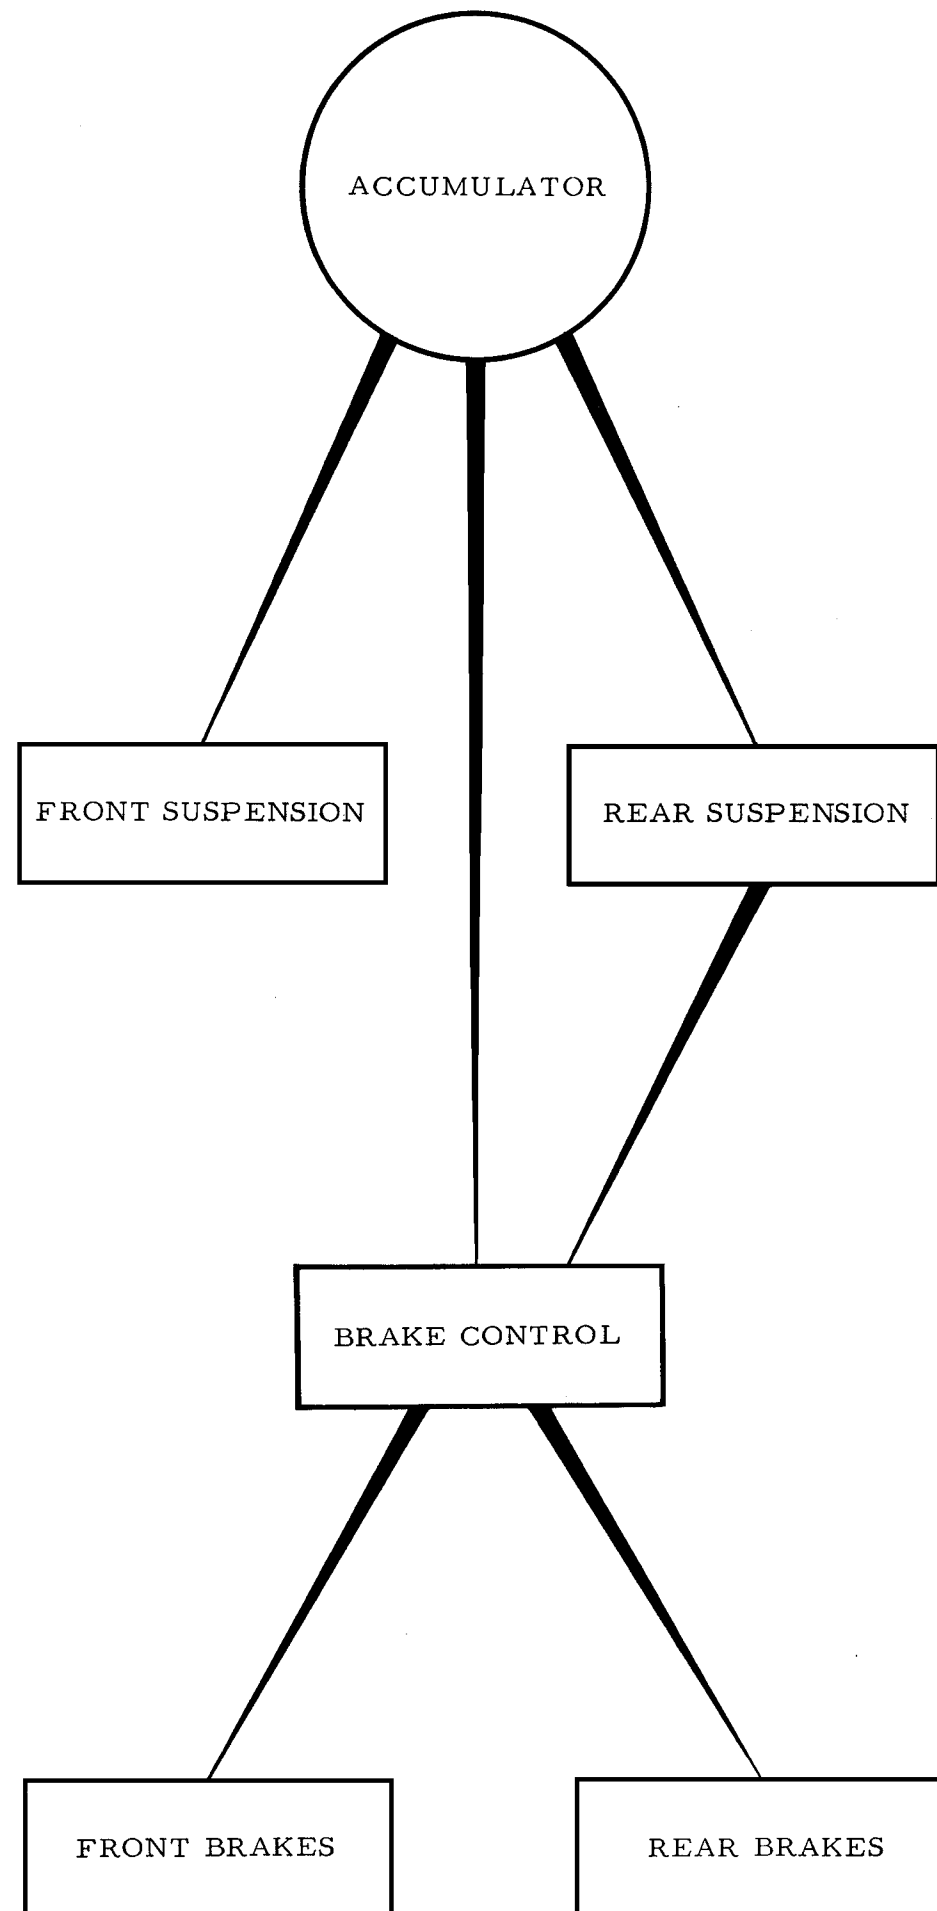 ACCUMULATOR
FRONT SUSPENSION
REAR SUSPENSION
BRAKE CONTROL
FRONT BRAKES
REAR BRAKES